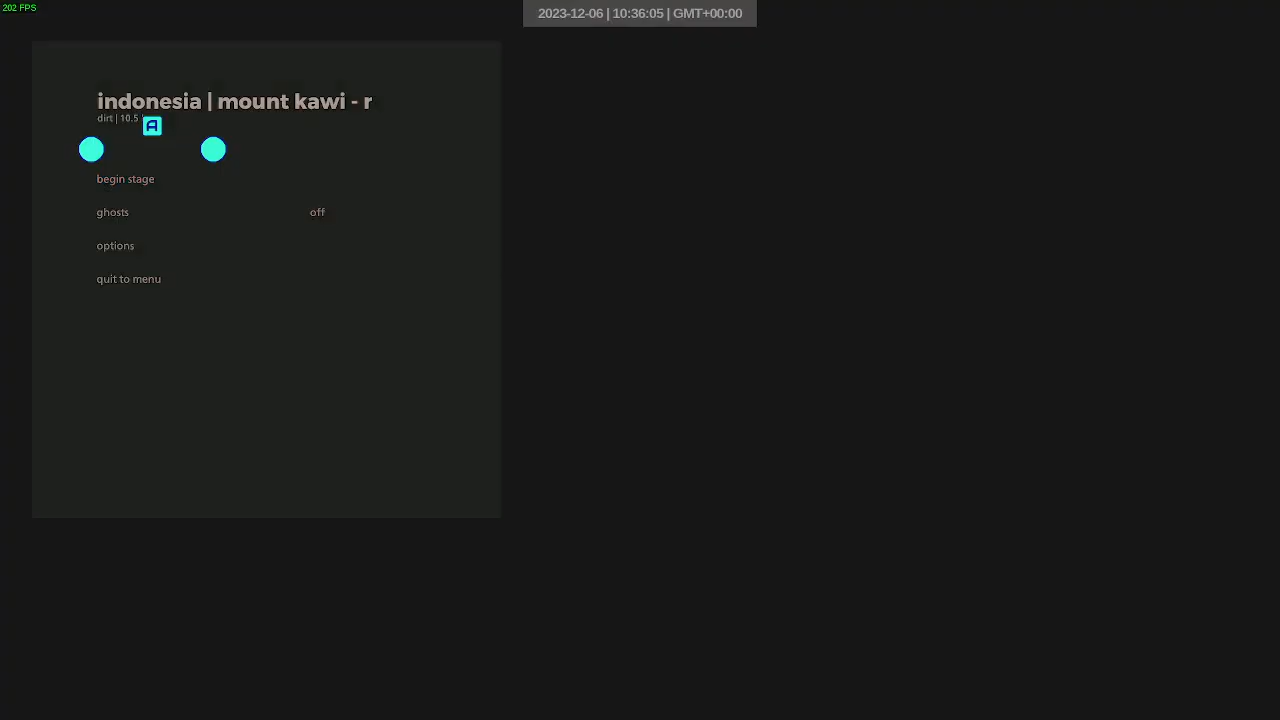 202 FPS
2023-12-06 | 10:36:05 | GMT+00:00
indonesia | mount kawi - r
dirt | 10.5
A
begin stage
ghosts off
options
quit to menu